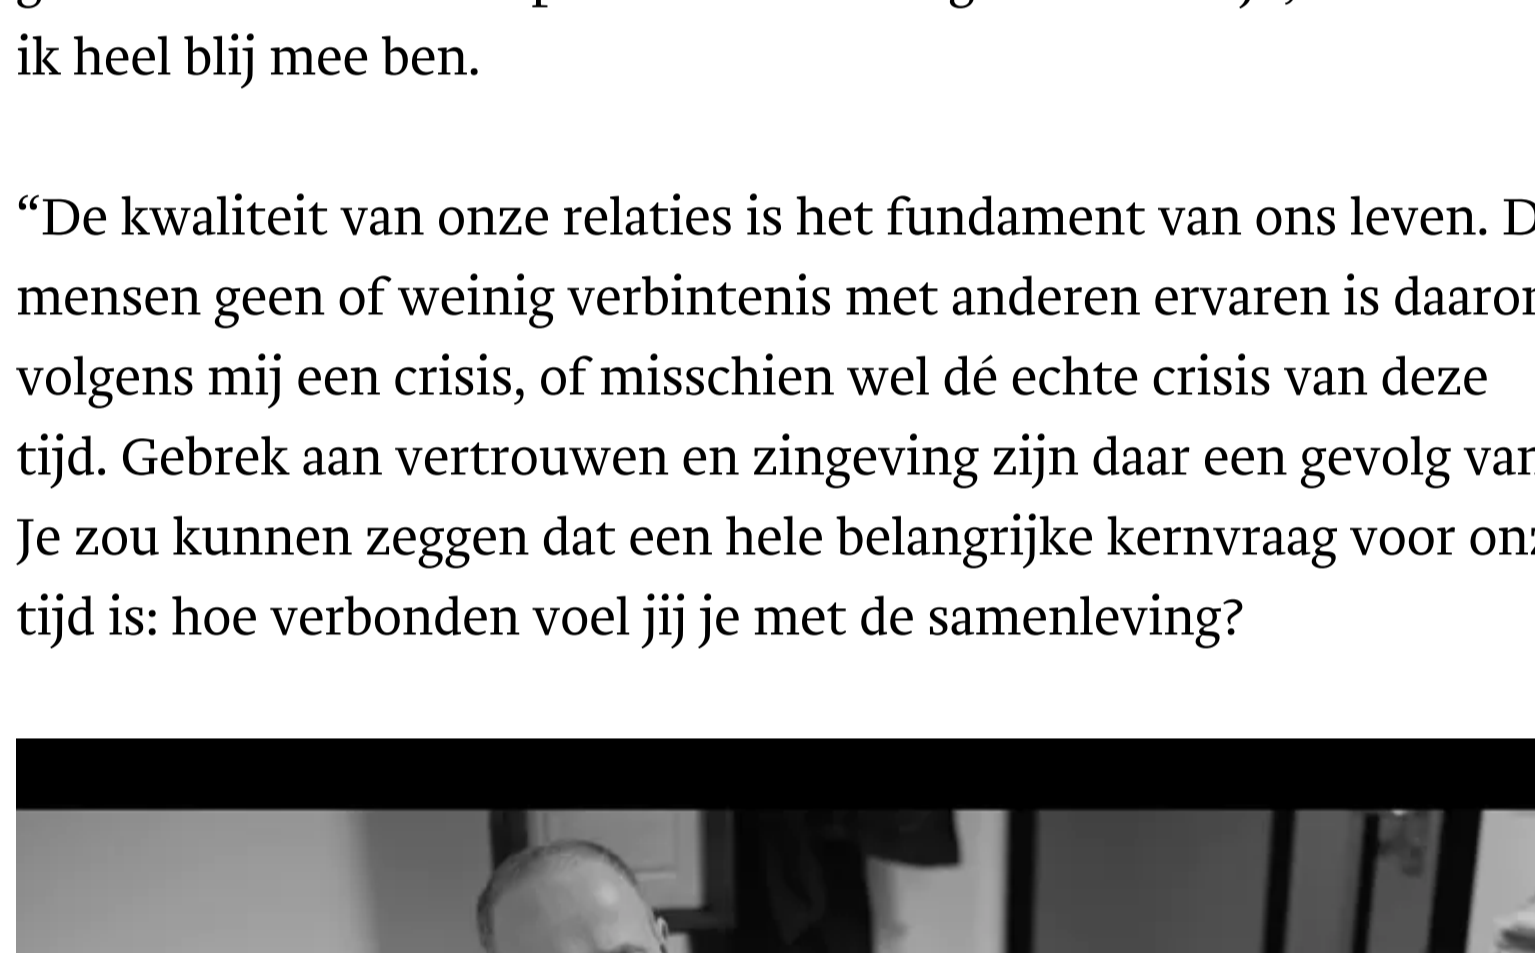 ik heel blij mee ben.
“De kwaliteit van onze relaties is het fundament van ons leven.
mensen geen of weinig verbintenis met anderen ervaren is
volgens mij een crisis, of misschien wel dé echte crisis van deze
tijd. Gebrek aan vertrouwen en zingeving zijn daar een gevolg
Je zou kunnen zeggen dat een hele belangrijke kernvraag voor
tijd is: hoe verbonden voel jij je met de samenleving?